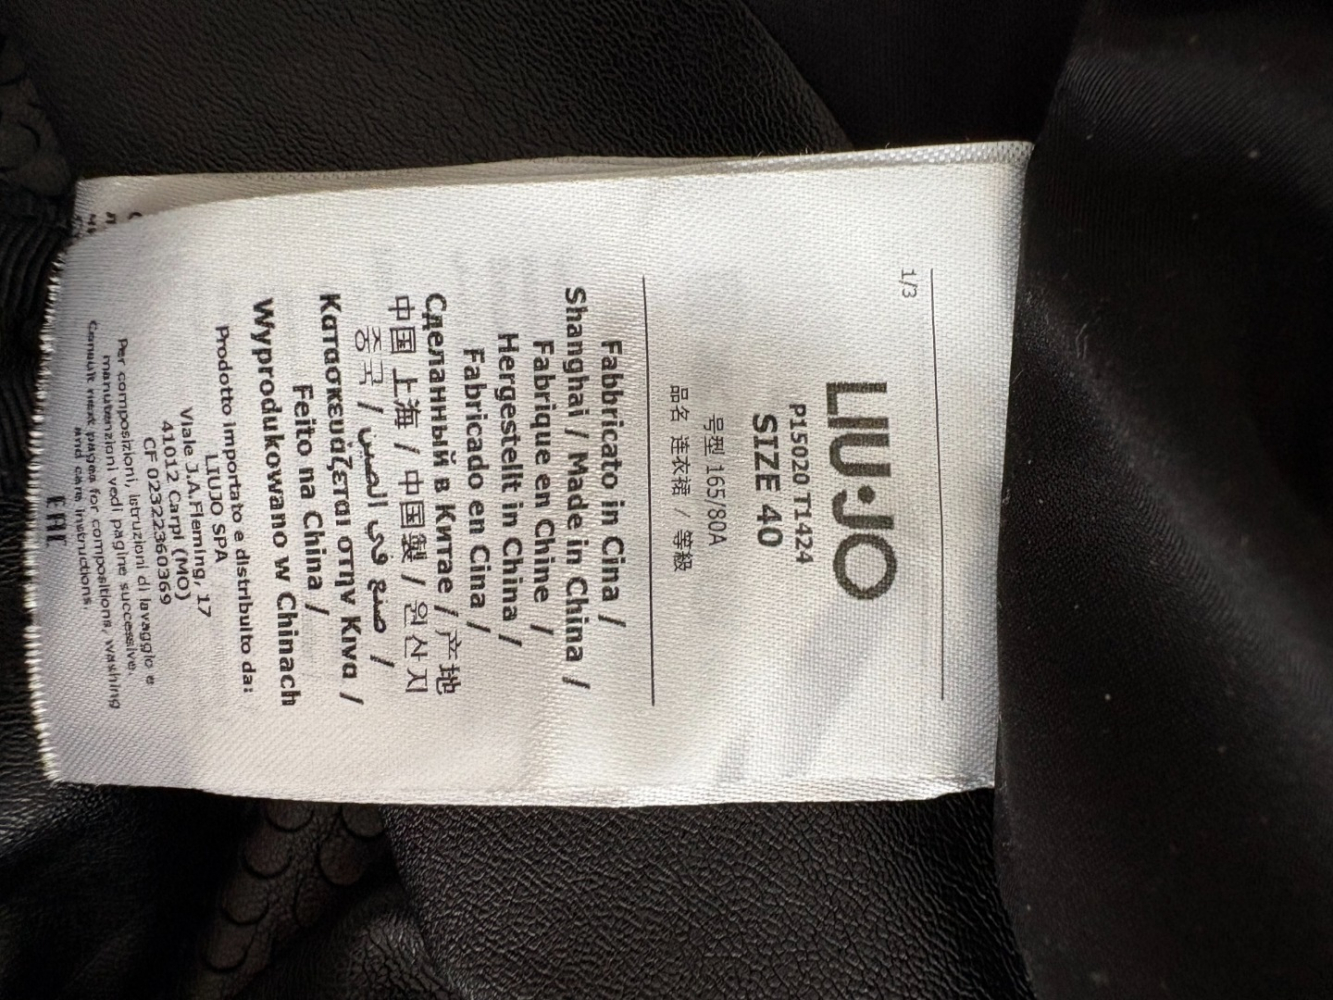 1/3
LIU·JO
P15020 T1424
SIZE 40
号型 165/80A
品名 连衣裙 / 等級
Fabbricato in Cina /
Shanghai / Made in China /
Fabrique en Chine /
Hergestellt in China /
Fabricado en Cina /
Сделанный в Китае / 产地
中国 上海 / 中国製 / 원산지
중국 / صنع في الصين /
Κατασκευάζεται στην Κινα /
Feito na China /
Wyprodukowano w Chinach
Prodotto importato e distribuito da:
LIUJO SPA
Viale J.A.Fleming, 17
41012 Carpi (MO)
CF 02322360369
Per composizioni, istruzioni di lavaggio e
manutenzioni vedi pagine successive.
Consult next pages for compositions, washing
and care instructions.
EAC